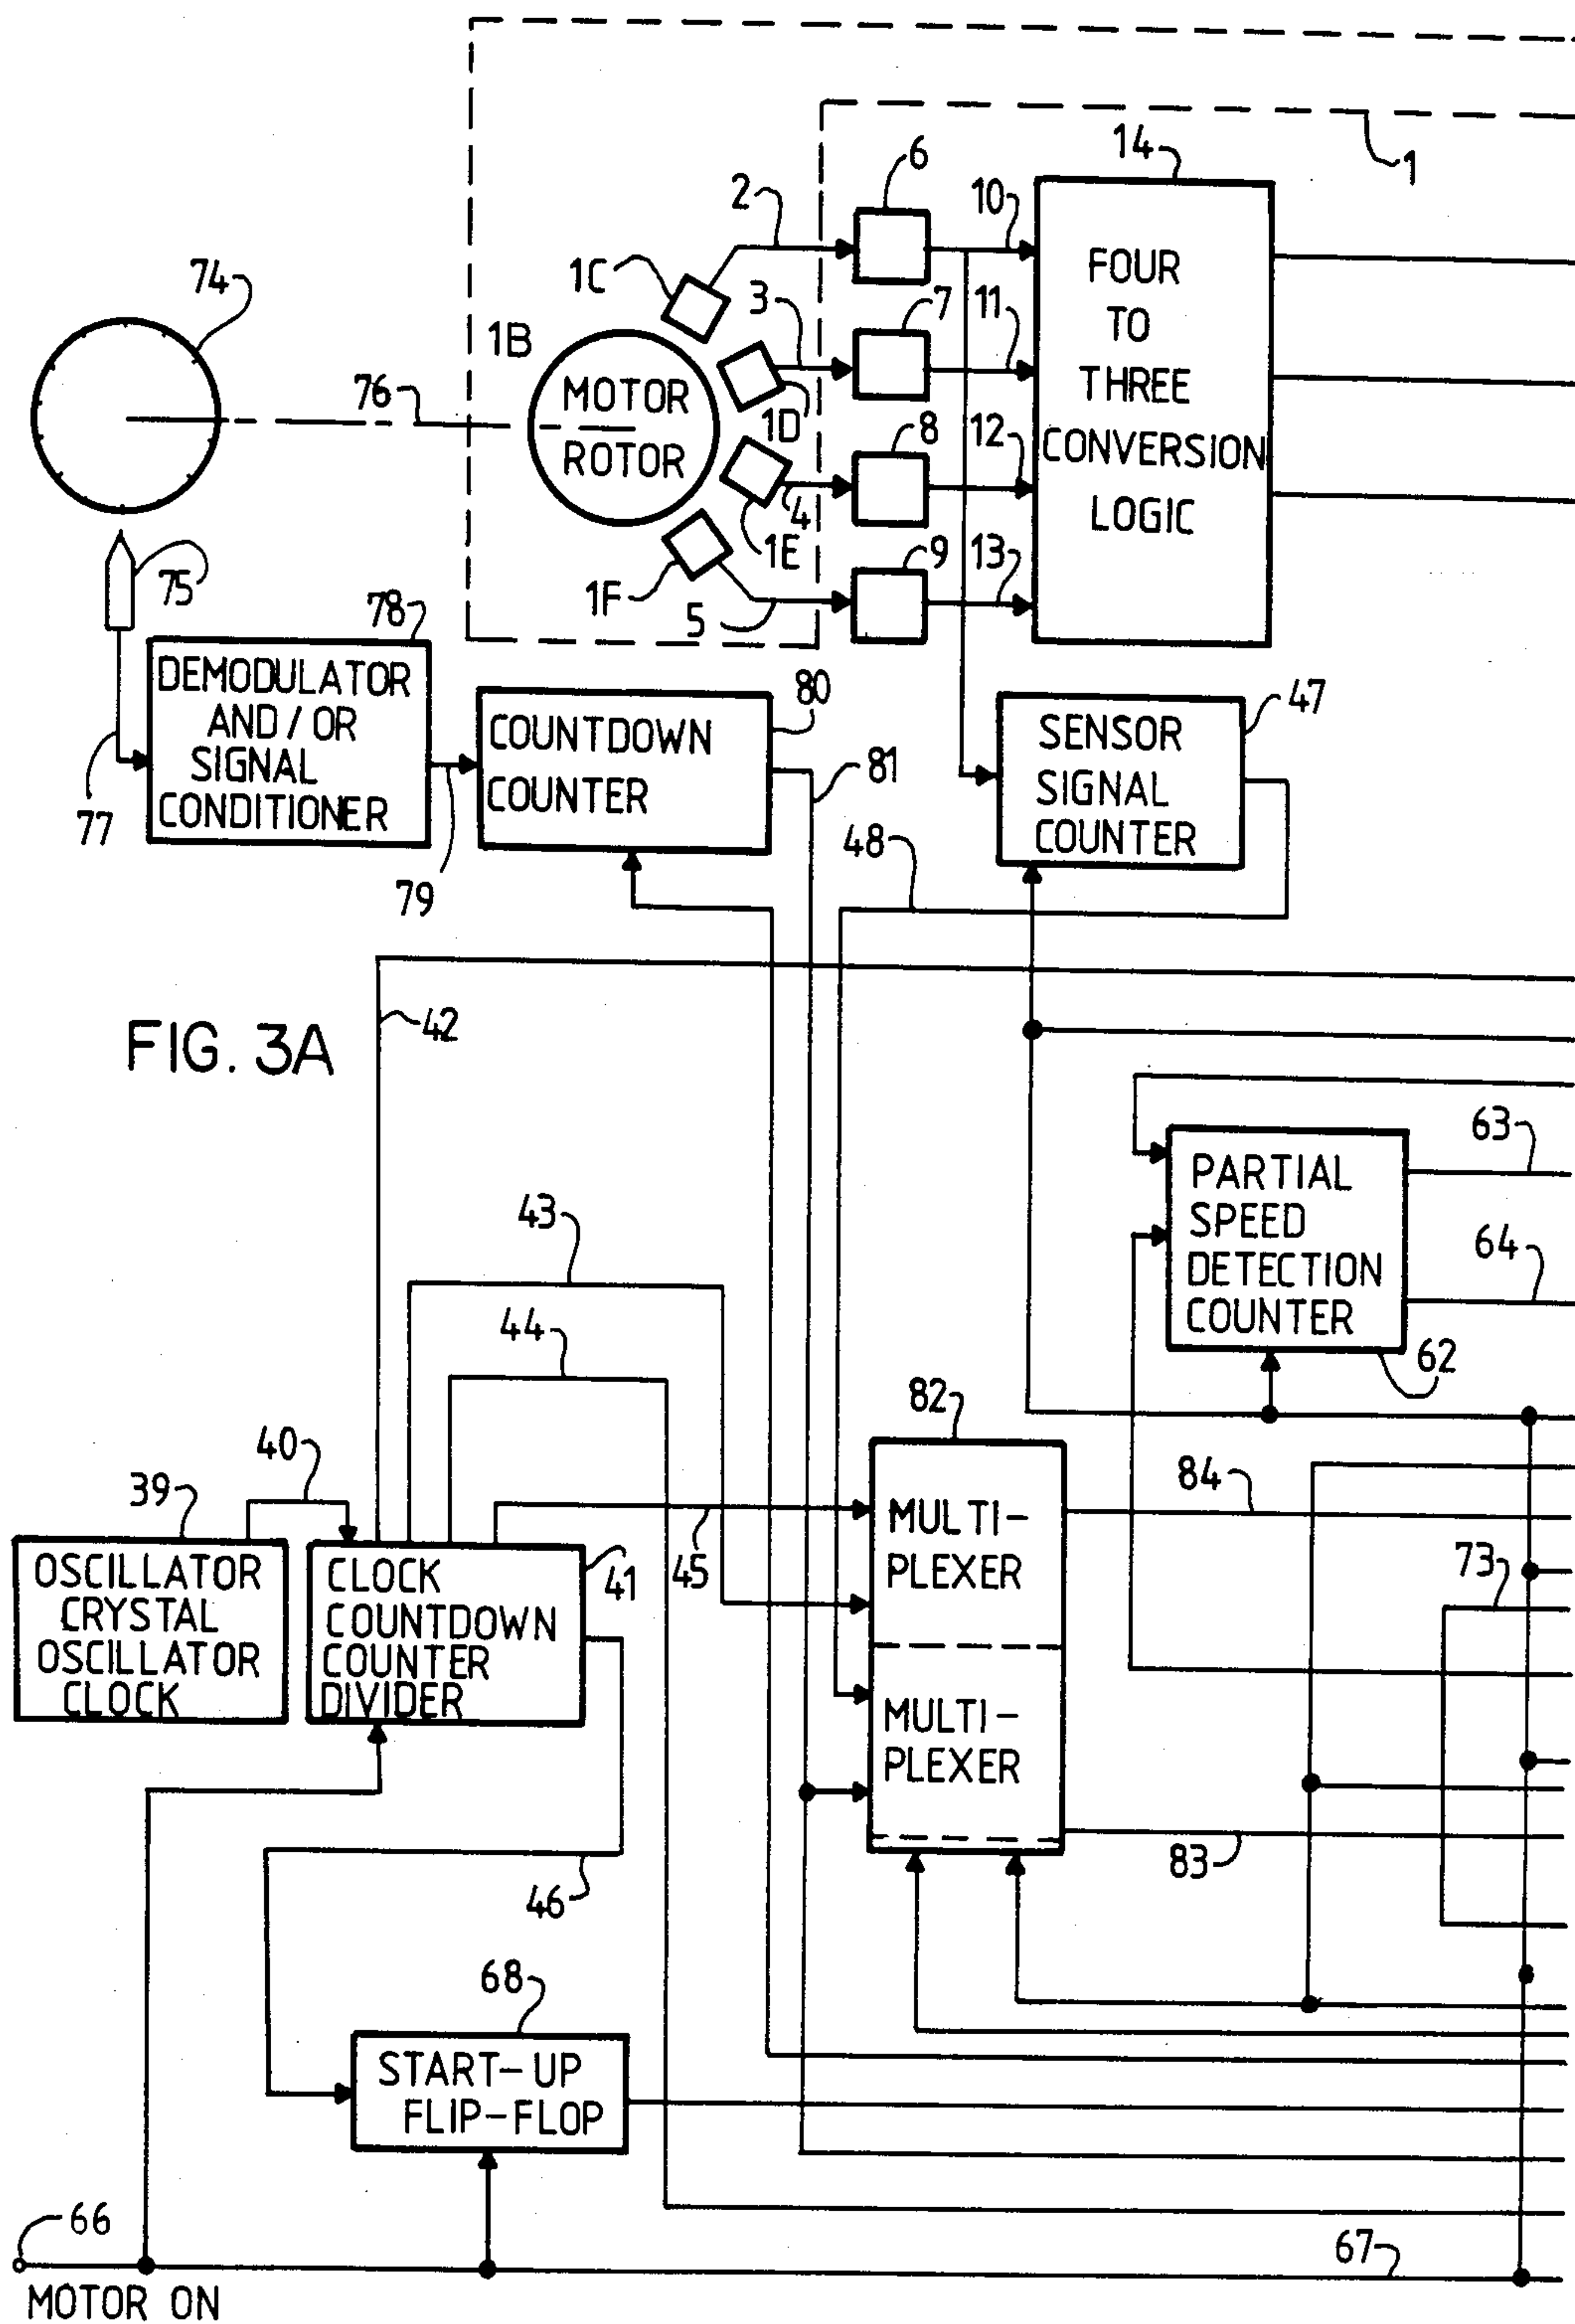 1
14
6
10
2
1C
74
3
7
11
1B
MOTOR
ROTOR
76
1D
8
12
4
1E
9
13
1F
5
75
FOUR
TO
THREE
CONVERSION
LOGIC
78
DEMODULATOR
AND/OR
SIGNAL
CONDITIONER
77
79
80
COUNTDOWN
COUNTER
81
47
SENSOR
SIGNAL
COUNTER
48
FIG. 3A
42
63
PARTIAL
SPEED
DETECTION
COUNTER
64
62
43
44
82
40
39
84
OSCILLATOR
CRYSTAL
OSCILLATOR
CLOCK
CLOCK
COUNTDOWN
COUNTER
DIVIDER
41
45
MULTI-
PLEXER
73
MULTI-
PLEXER
83
46
68
START-UP
FLIP-FLOP
66
67
MOTOR ON